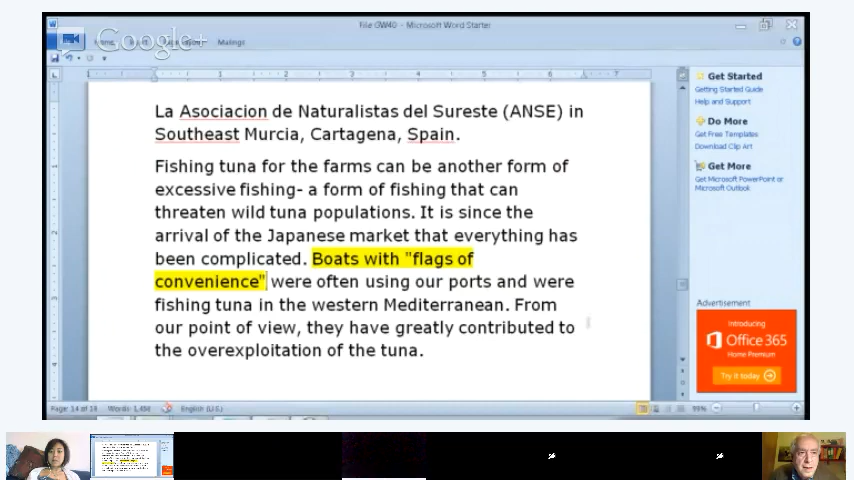 File GW40 - Microsoft Word Starter
Google+
Mailings
La Asociacion de Naturalistas del Sureste (ANSE) in
Southeast Murcia, Cartagena, Spain.
Fishing tuna for the farms can be another form of
excessive fishing- a form of fishing that can
threaten wild tuna populations. It is since the
arrival of the Japanese market that everything has
been complicated. Boats with "flags of
convenience" were often using our ports and were
fishing tuna in the western Mediterranean. From
our point of view, they have greatly contributed to
the overexploitation of the tuna.
Get Started
Getting Started Guide
Help and Support
Do More
Get Free Templates
Download Clip Art
Get More
Get Microsoft PowerPoint or
Microsoft Outlook
Advertisement
Introducing
Office 365
Home Premium
Try it today
Page: 14 of 18 Words: 1,456 English (U.S.)